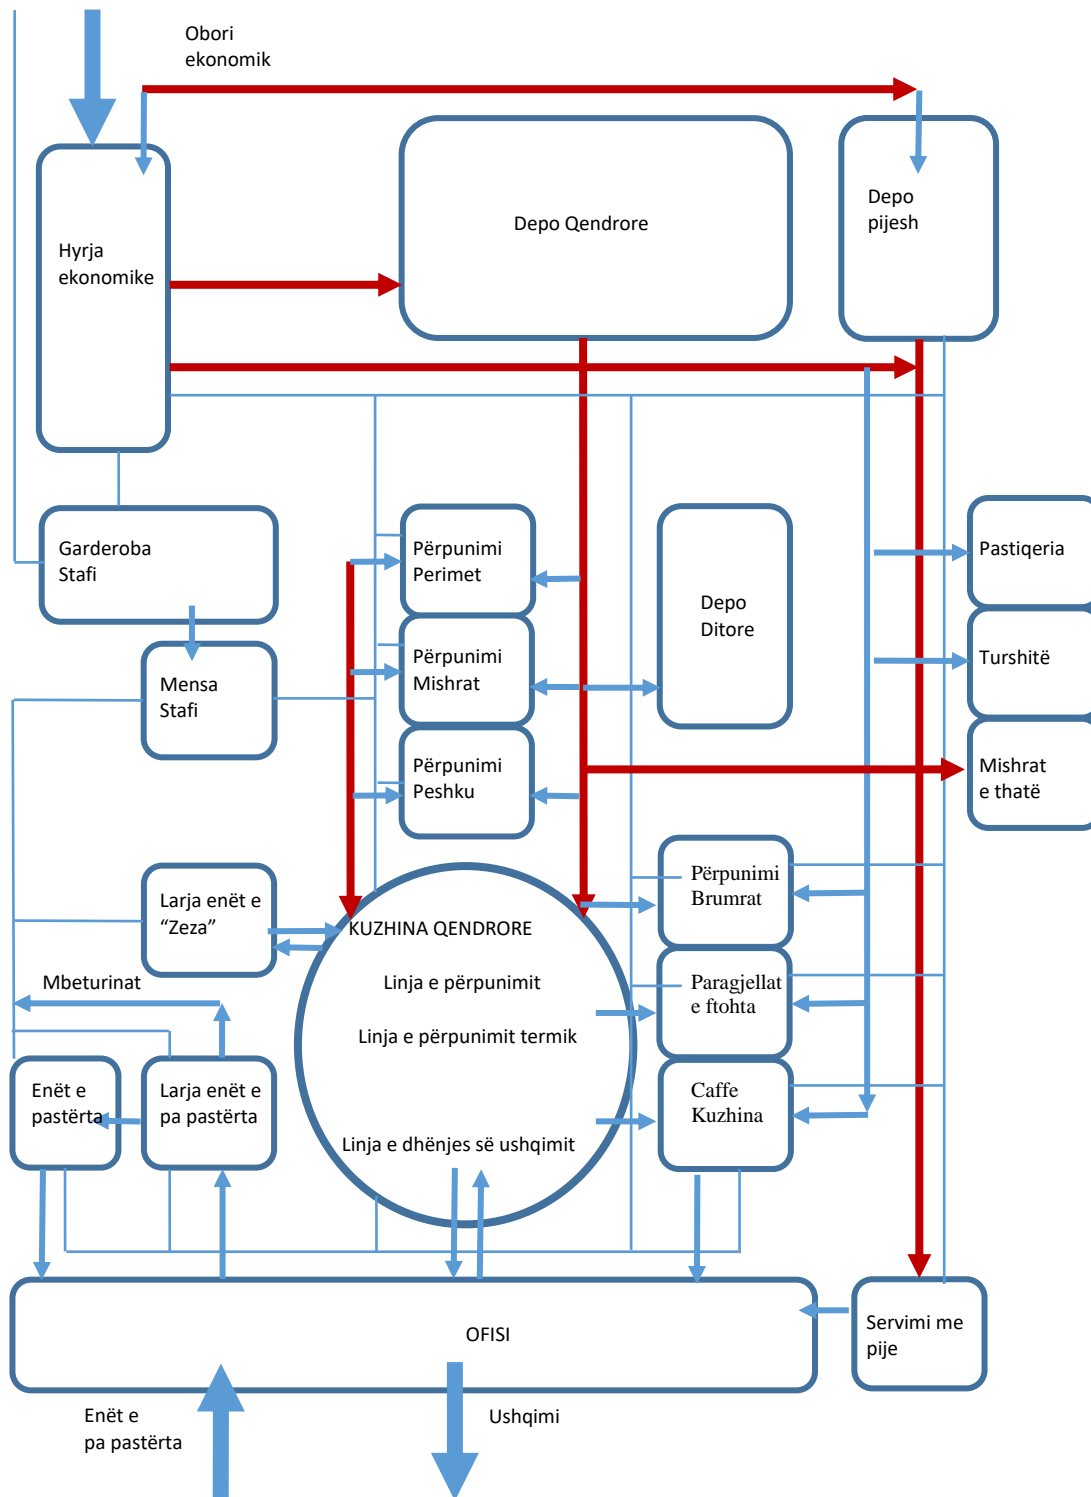 Obori
ekonomik
Depo Qendrore
Depo
pijesh
Hyrja
ekonomike
Garderoba
Stafi
Përpunimi
Perimet
Depo
Ditore
Pastiqeria
Mensa
Stafi
Përpunimi
Mishrat
Turshitë
Përpunimi
Peshku
Mishrat
e thatë
Larja enët e
“Zeza”
KUZHINA QENDRORE
Përpunimi
Brumrat
Mbeturinat
Linja e përpunimit
Paragjellat
e ftohta
Linja e përpunimit termik
Enët e
pastërta
Larja enët e
pa pastërta
Caffe
Kuzhina
Linja e dhënjes së ushqimit
OFISI
Servimi me
pije
Enët e
pa pastërta
Ushqimi